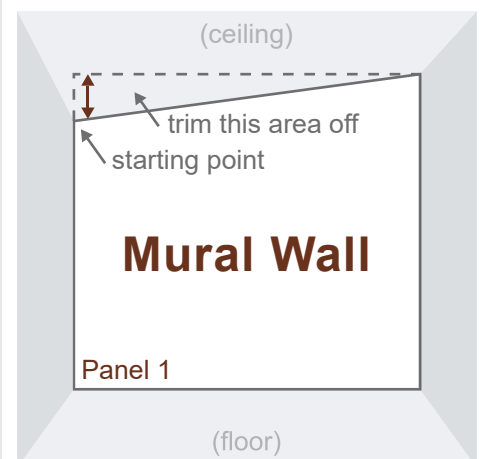 (ceiling)
trim this area off
starting point
Mural Wall
Panel 1
(floor)